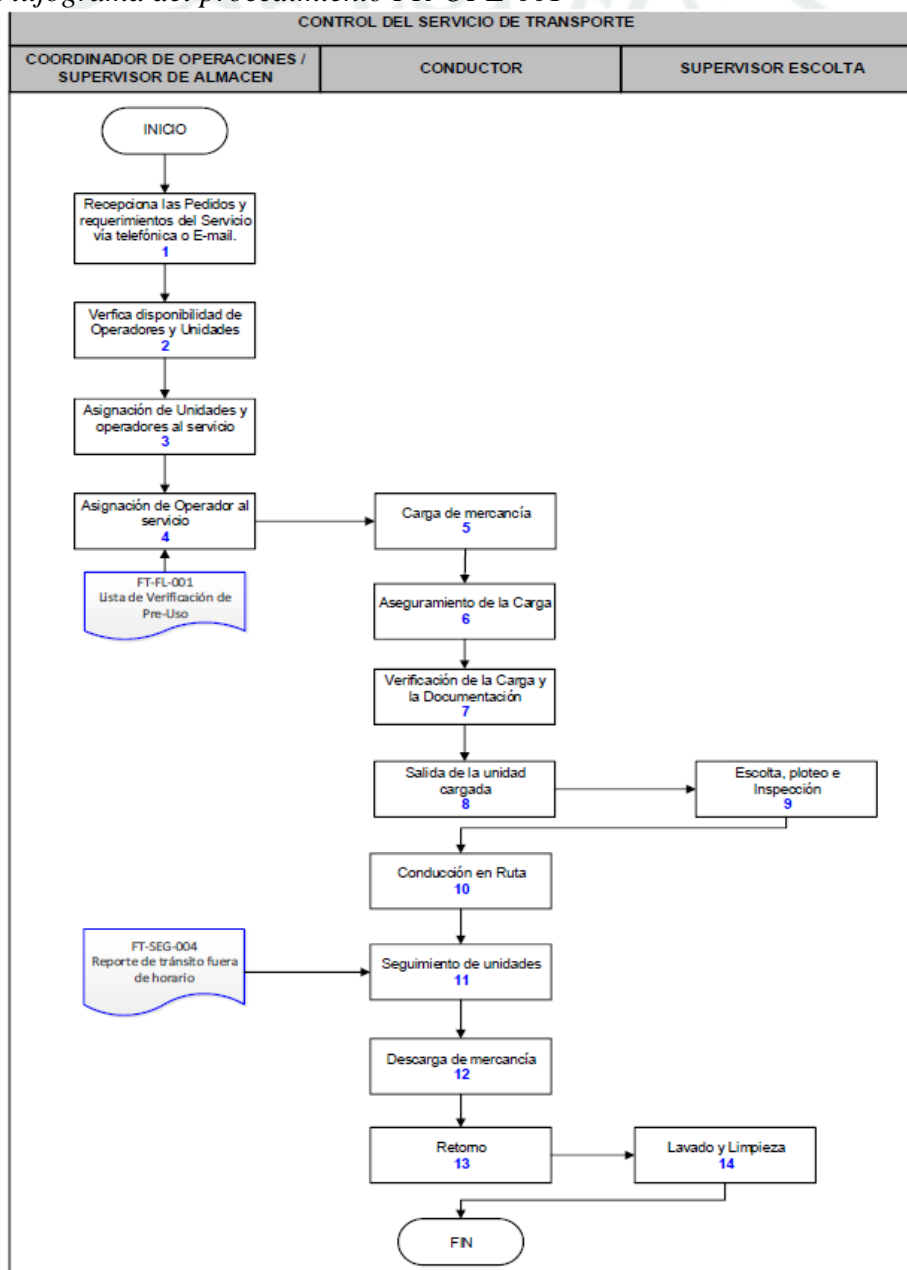 del procedimiento
CONTROL DEL SERVICIO DE TRANSPORTE
COORDINADOR DE OPERACIONES /
SUPERVISOR DE ALMACEN
CONDUCTOR
SUPERVISOR ESCOLTA
INICIO
Recepciona las Pedidos y
requerimientos del Servicio
vía telefónica o E-mail.
1
Verfica disponibilidad de
Operadores y Unidades
2
Asignación de Unidades y
operadores al servicio
3
Asignación de Operador al
servicio
4
Carga de mercancía
5
FT-FL-001
Lista de Verificación de
Pre-Uso
Aseguramiento de la Carga
6
Verificación de la Carga y
la Documentación
7
Salida de la unidad
cargada
8
Escolta, ploteo e
Inspección
9
Conducción en Ruta
10
FT-SEG-004
Reporte de tránsito fuera
de horario
Seguimiento de unidades
11
Descarga de mercancía
12
Retorno
13
Lavado y Limpieza
14
FIN